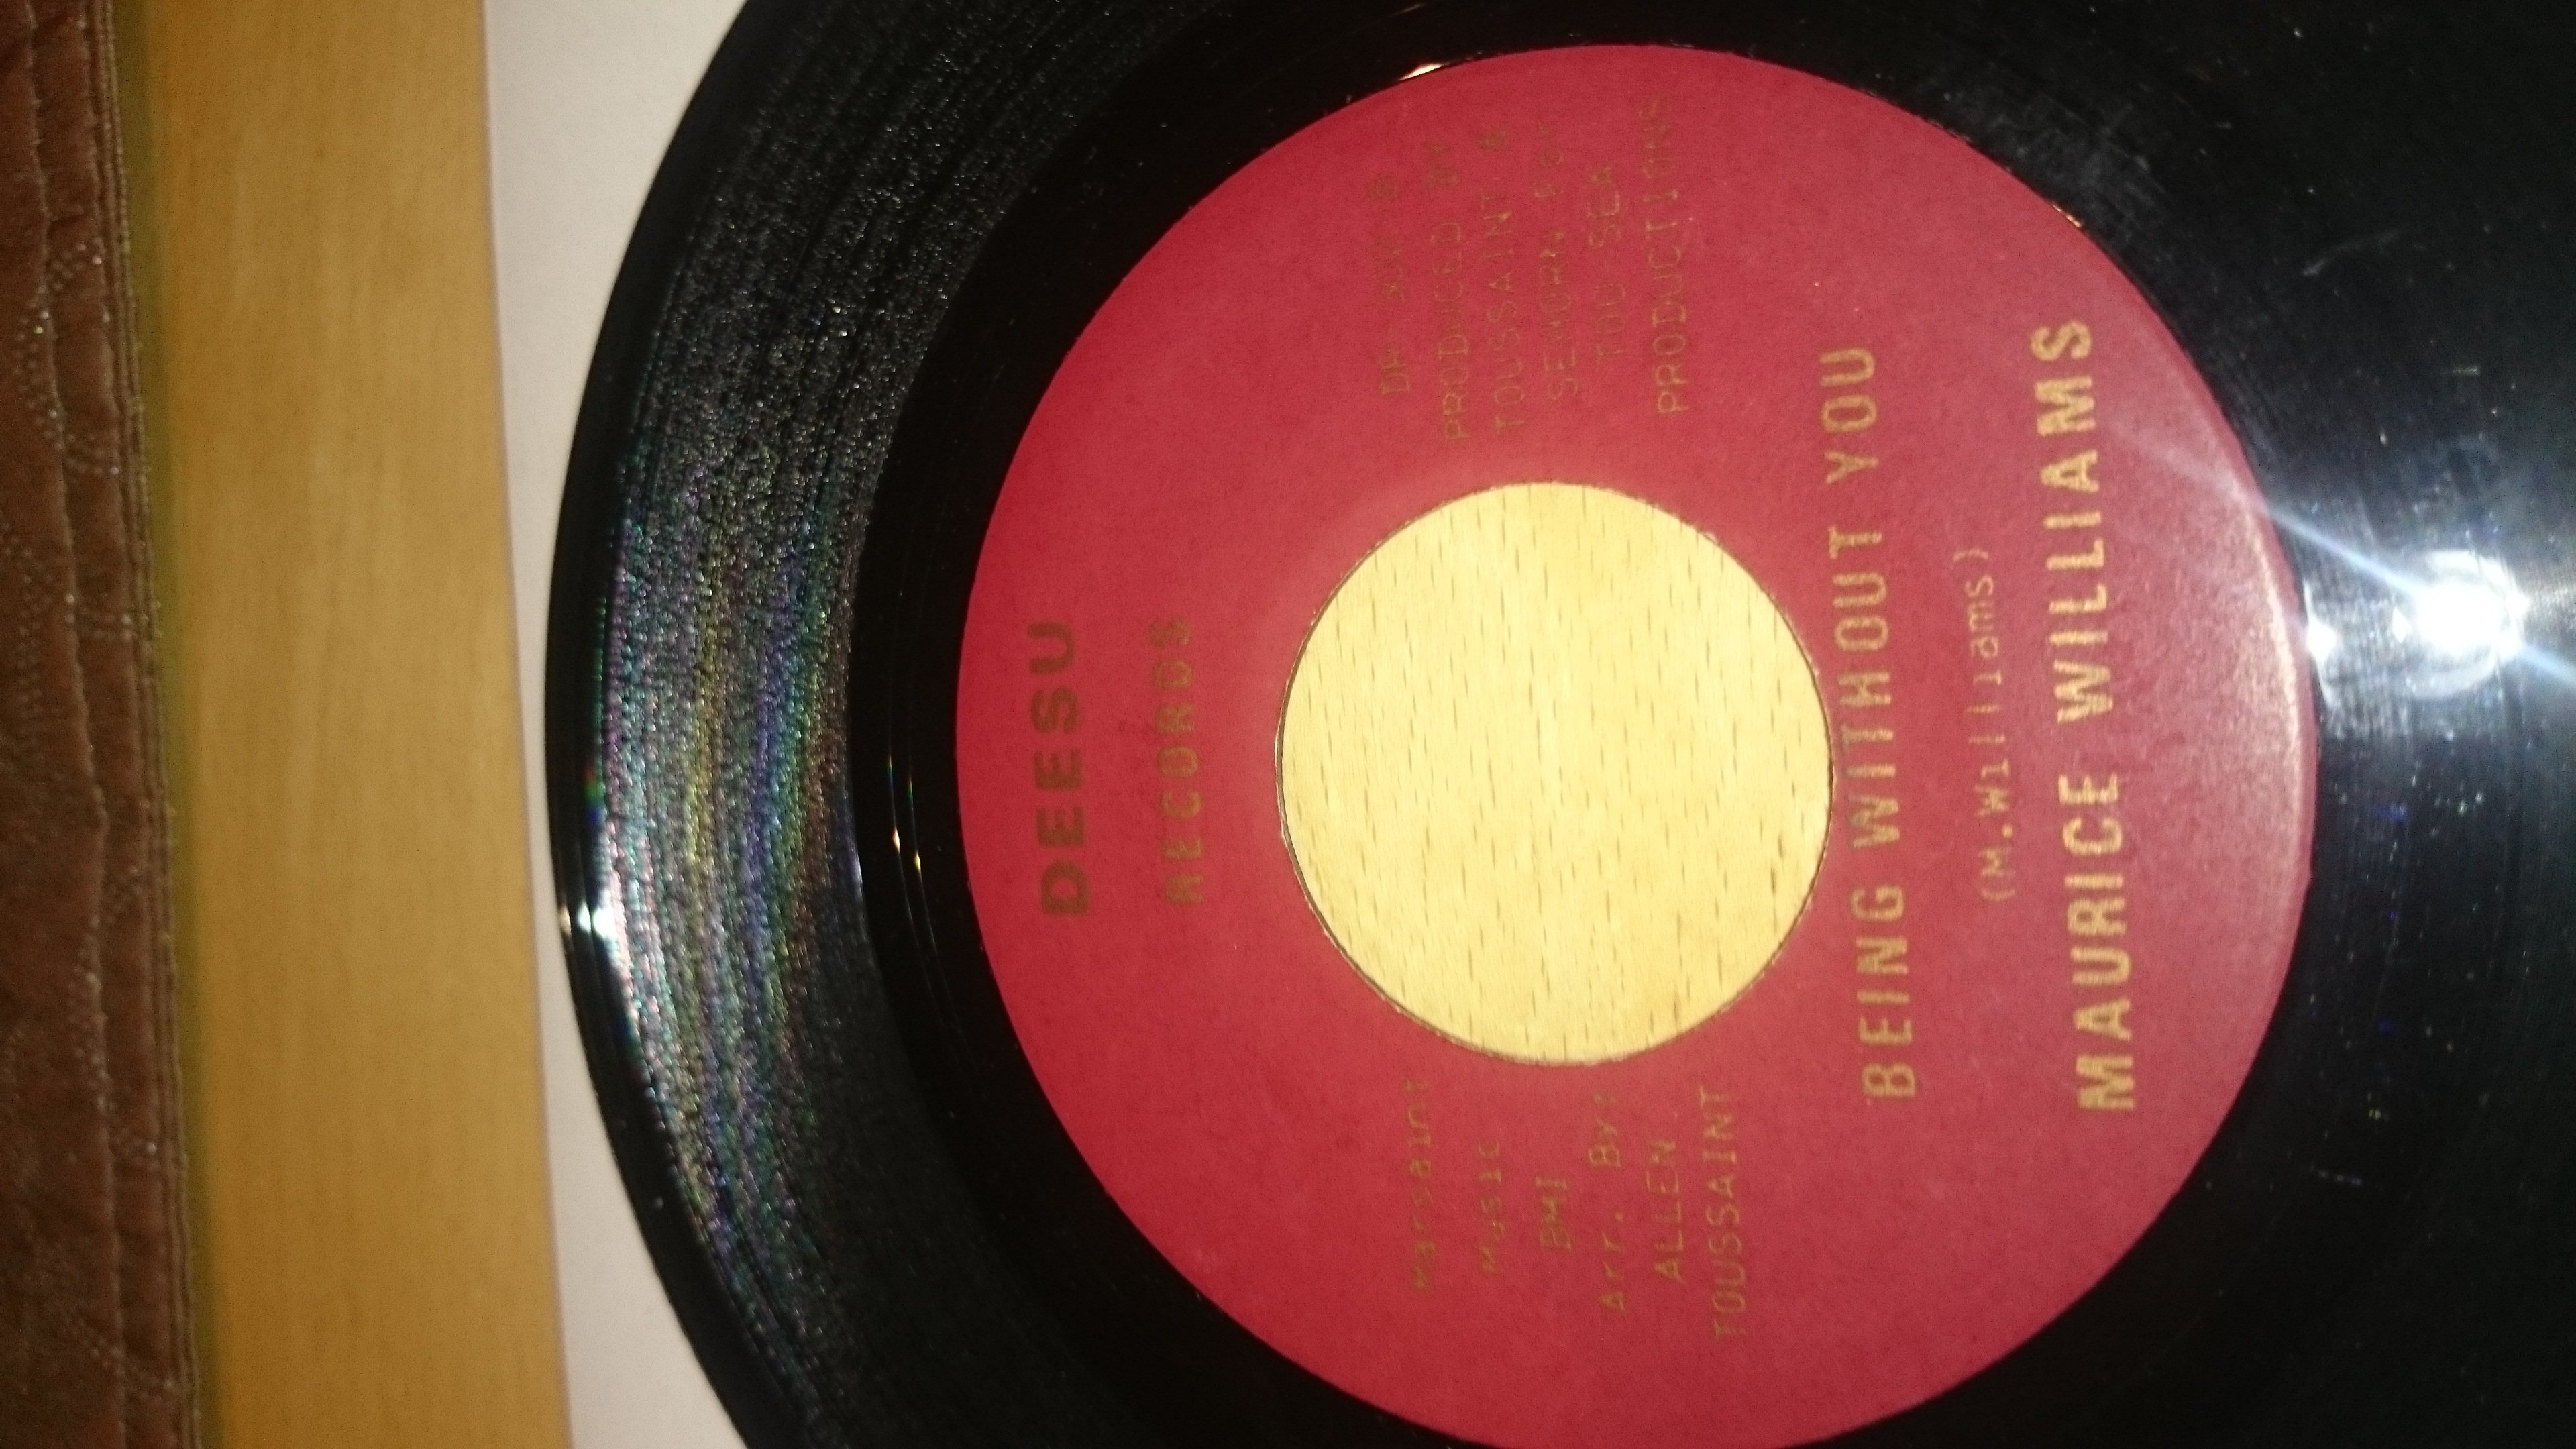 DEESU
RECORDS
Marsaint
Music
BMI
Arr. By:
ALLEN
TOUSSAINT
PRODUCED BY
TOUSSAINT &
SEHORN FOR
TOU SEA
PRODUCTIONS
BEING WITHOUT YOU
(M.Williams)
MAURICE WILLIAMS